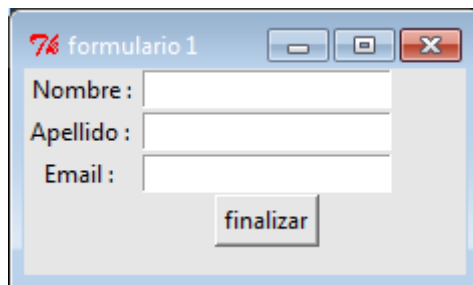 formulario 1
Nombre :
Apellido :
Email :
finalizar